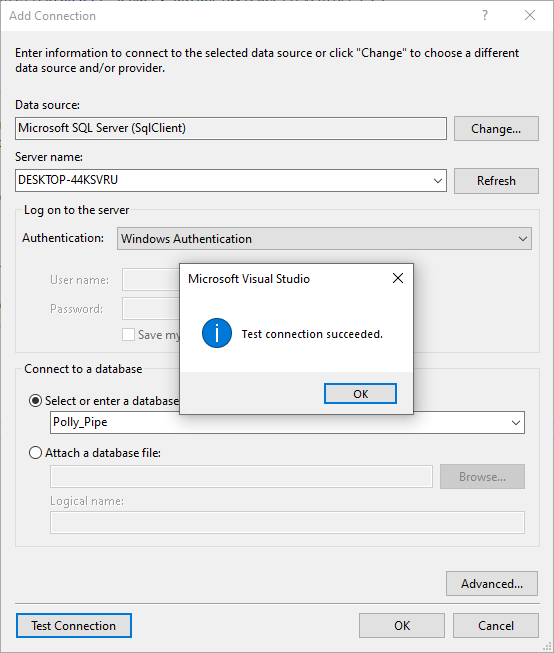 Add Connection
?
Enter information to connect to the selected data source or click "Change" to choose a different
data source and/or provider.
Data source:
Microsoft SQL Server (SqlClient)
Change...
Server name:
DESKTOP-44KSVRU
Refresh
Log on to the server
Authentication:
Windows Authentication
User name:
Password:
Save my
Microsoft Visual Studio
Test connection succeeded.
OK
Connect to a database
Select or enter a database
Polly_Pipe
Attach a database file:
Browse...
Logical name:
Advanced...
Test Connection
OK
Cancel